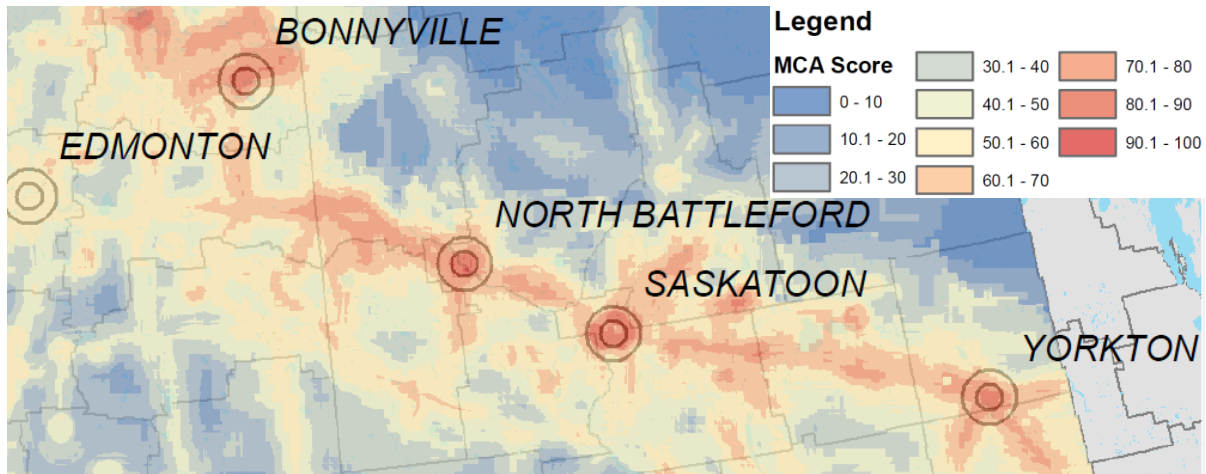 BONNYVILLE
EDMONTON
NORTH BATTLEFORD
SASKATOON
YORKTON
Legend
MCA Score
0 - 10
10.1 - 20
20.1 - 30
30.1 - 40
40.1 - 50
50.1 - 60
60.1 - 70
70.1 - 80
80.1 - 90
90.1 - 100